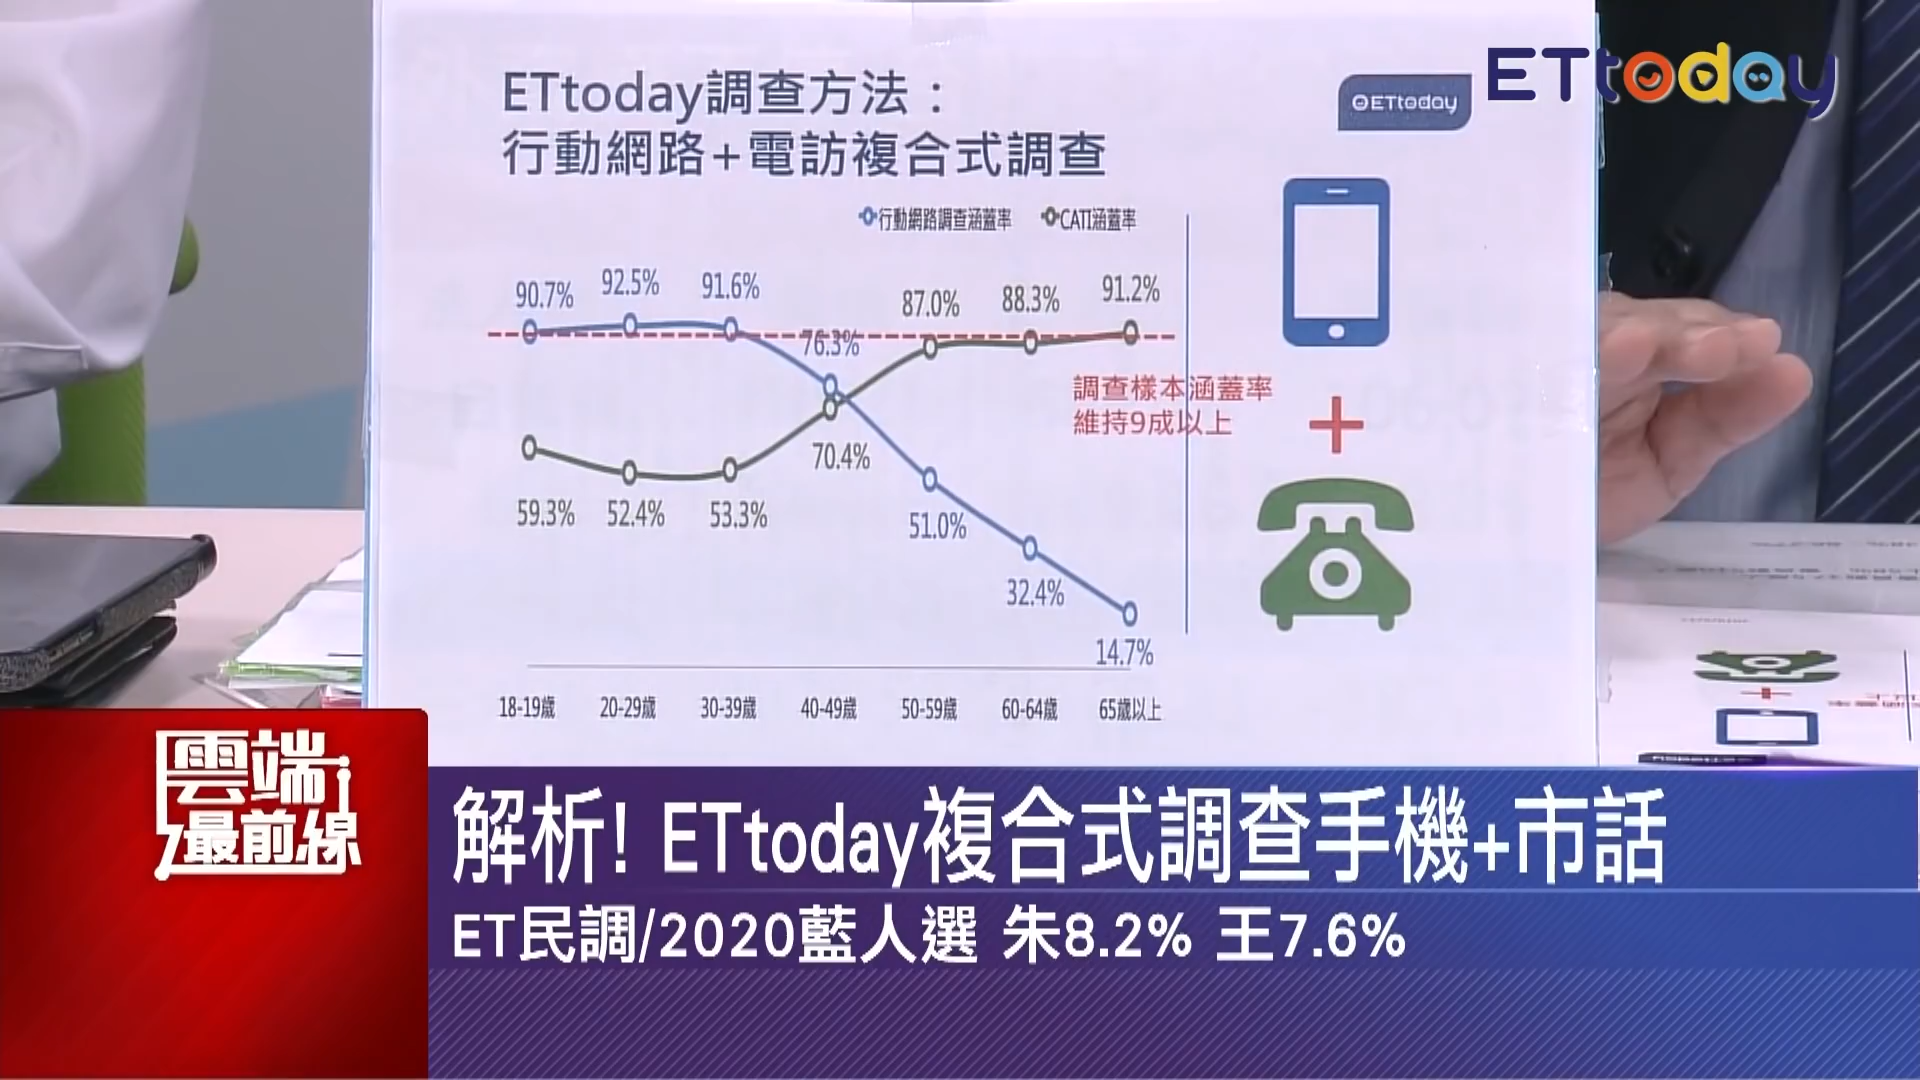 ETtoday調查方法：
行動網路+電訪複合式調查
ETtoday
ETtoday
行動網路調查涵蓋率 CATI涵蓋率
90.7% 92.5% 91.6% 76.3% 87.0% 88.3% 91.2%
調查樣本涵蓋率
維持9成以上
59.3% 52.4% 53.3% 70.4% 51.0% 32.4% 14.7%
18-19歲 20-29歲 30-39歲 40-49歲 50-59歲 60-64歲 65歲以上
雲端
最前線
解析! ETtoday複合式調查手機+市話
ET民調/2020藍人選 朱8.2% 王7.6%